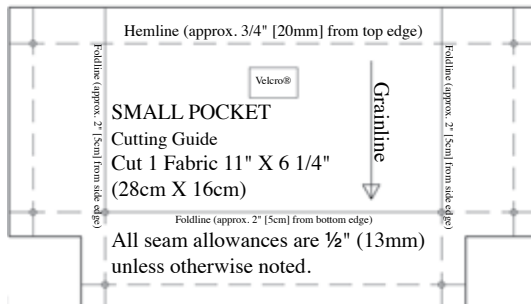 Hemline (approx. 3/4" [20mm] from top edge)
Foldline (approx. 2" [5cm] from side edge)
Velcro®
Grainline
Foldline (approx. 2" [5cm] from side edge)
SMALL POCKET
Cutting Guide
Cut 1 Fabric 11" X 6 1/4"
(28cm X 16cm)
Foldline (approx. 2" [5cm] from bottom edge)
All seam allowances are ½" (13mm)
unless otherwise noted.